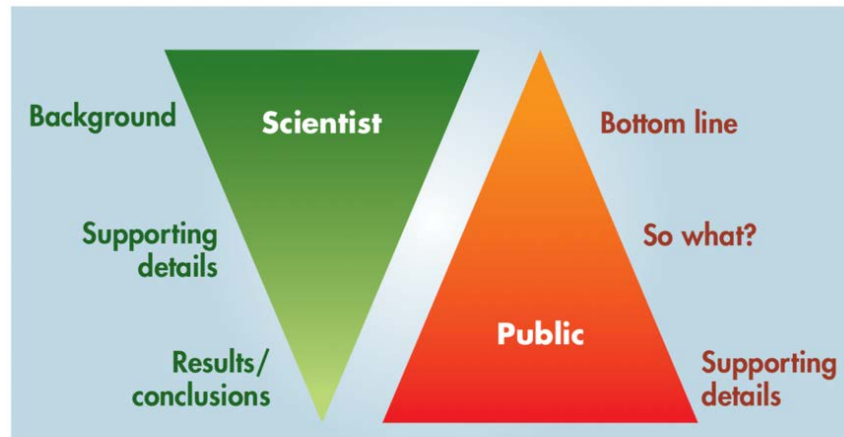 Background
Scientist
Supporting
details
Results/
conclusions
Bottom line
So what?
Public
Supporting
details